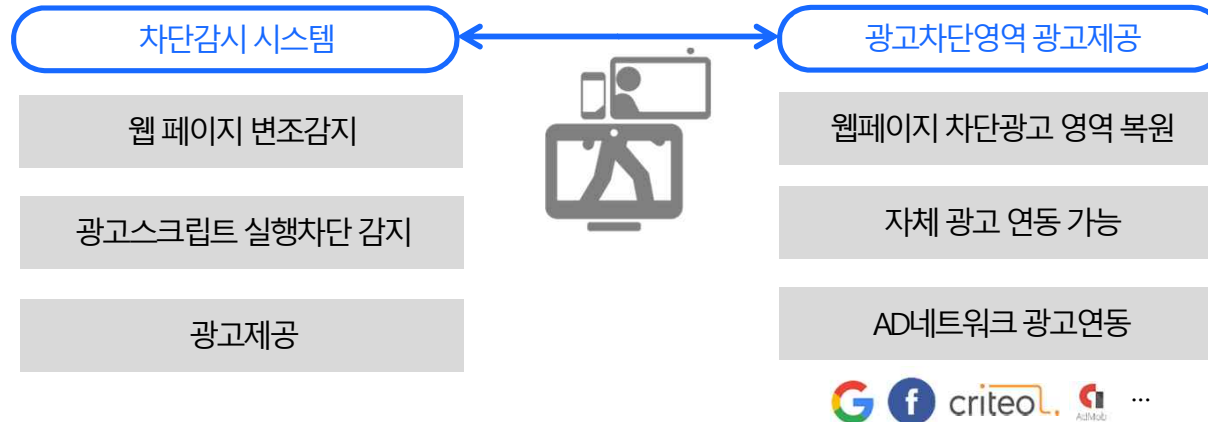 차단감시 시스템
웹 페이지 변조감지
광고스크립트 실행차단 감지
광고제공
광고차단영역 광고제공
웹페이지 차단광고 영역 복원
자체 광고 연동 가능
AD네트워크 광고연동
G f criteo. AdMob ...